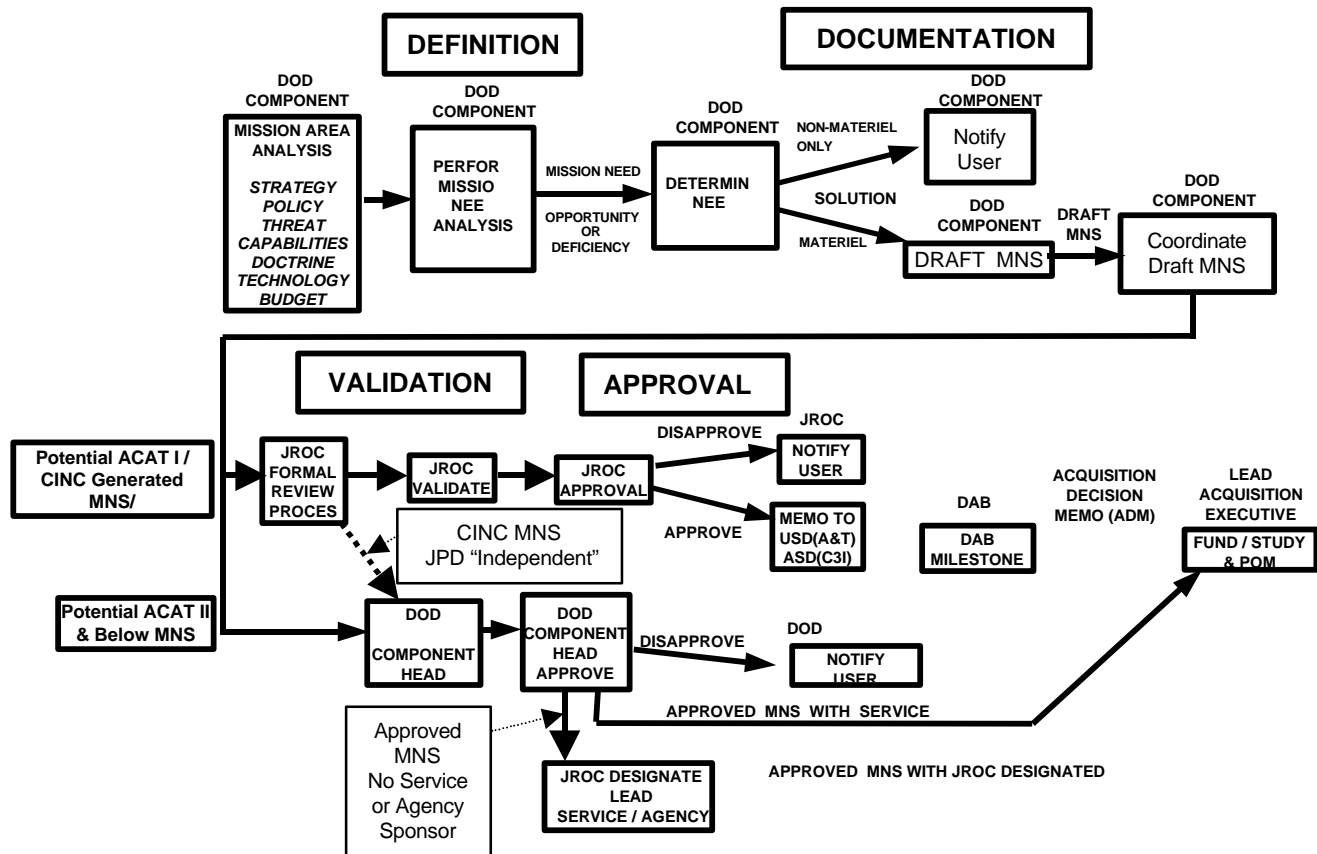 DEFINITION
DOCUMENTATION
DOD
COMPONENT
MISSION AREA
ANALYSIS
STRATEGY
POLICY
THREAT
CAPABILITIES
DOCTRINE
TECHNOLOGY
BUDGET
DOD
COMPONENT
PERFOR
MISSIO
NEE
ANALYSIS
MISSION NEED
OPPORTUNITY
OR
DEFICIENCY
DOD
COMPONENT
DETERMIN
NEE
NON-MATERIEL
ONLY
SOLUTION
MATERIEL
DOD
COMPONENT
Notify
User
DOD
COMPONENT
DRAFT MNS
DRAFT
MNS
DOD
COMPONENT
Coordinate
Draft MNS
VALIDATION
APPROVAL
Potential ACAT I /
CINC Generated
MNS/
JROC
FORMAL
REVIEW
PROCES
JROC
VALIDATE
JROC
APPROVAL
DISAPPROVE
JROC
NOTIFY
USER
APPROVE
MEMO TO
USD(A&T)
ASD(C3I)
DAB
DAB
MILESTONE
ACQUISITION
DECISION
MEMO (ADM)
LEAD
ACQUISITION
EXECUTIVE
FUND / STUDY
& POM
CINC MNS
JPD “Independent”
Potential ACAT II
& Below MNS
DOD
COMPONENT
HEAD
DOD
COMPONENT
HEAD
APPROVE
DISAPPROVE
DOD
NOTIFY
USER
APPROVED MNS WITH SERVICE
Approved
MNS
No Service
or Agency
Sponsor
JROC DESIGNATE
LEAD
SERVICE / AGENCY
APPROVED MNS WITH JROC DESIGNATED